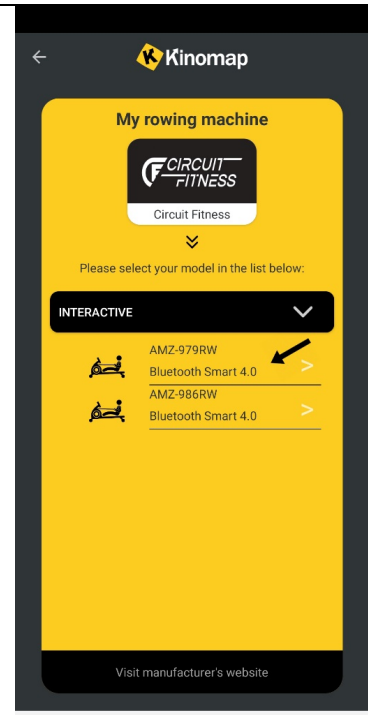 Kinomap
My rowing machine
CIRCUIT
FITNESS
Circuit Fitness
Please select your model in the list below:
INTERACTIVE
AMZ-979RW
Bluetooth Smart 4.0
AMZ-986RW
Bluetooth Smart 4.0
Visit manufacturer's website